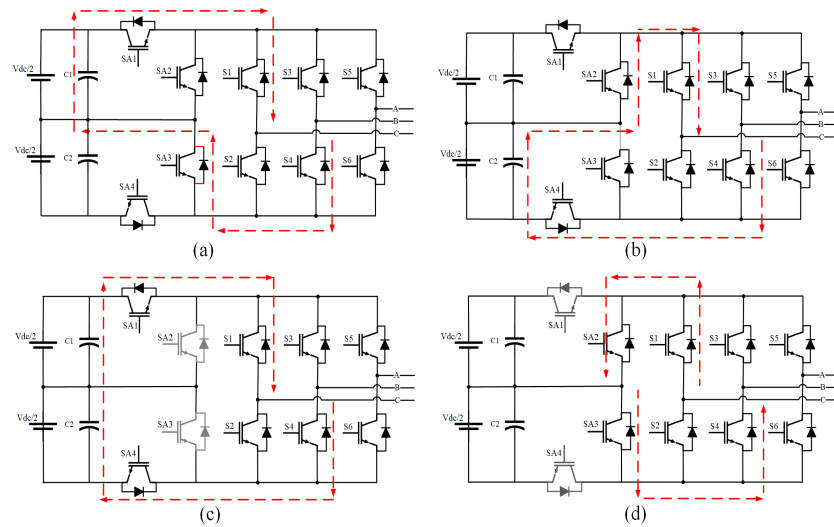 SA1
Vdc/2
C1
SA2
S1
S3
S5
A
B
C
Vdc/2
C2
SA3
S2
S4
S6
SA4
(a)
SA1
Vdc/2
C1
SA2
S1
S3
S5
A
B
C
Vdc/2
C2
SA3
S2
S4
S6
SA4
(b)
SA1
Vdc/2
C1
SA2
S1
S3
S5
A
B
C
Vdc/2
C2
SA3
S2
S4
S6
SA4
(c)
SA1
Vdc/2
C1
SA2
S1
S3
S5
A
B
C
Vdc/2
C2
SA3
S2
S4
S6
SA4
(d)